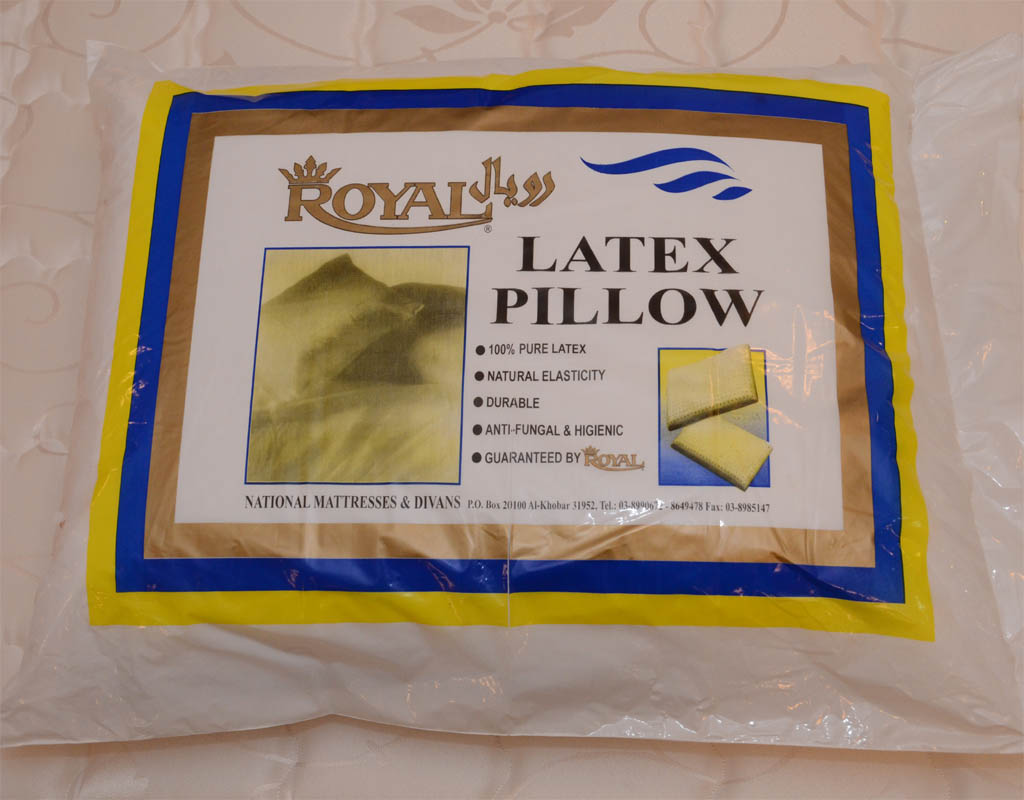 ROYAL رويال
®
LATEX
PILLOW
● 100% PURE LATEX
● NATURAL ELASTICITY
● DURABLE
● ANTI-FUNGAL & HIGIENIC
● GUARANTEED BY ROYAL
NATIONAL MATTRESSES & DIVANS P.O. Box 20100 Al-Khobar 31952. Tel.: - 8649478 Fax: 03-8985147